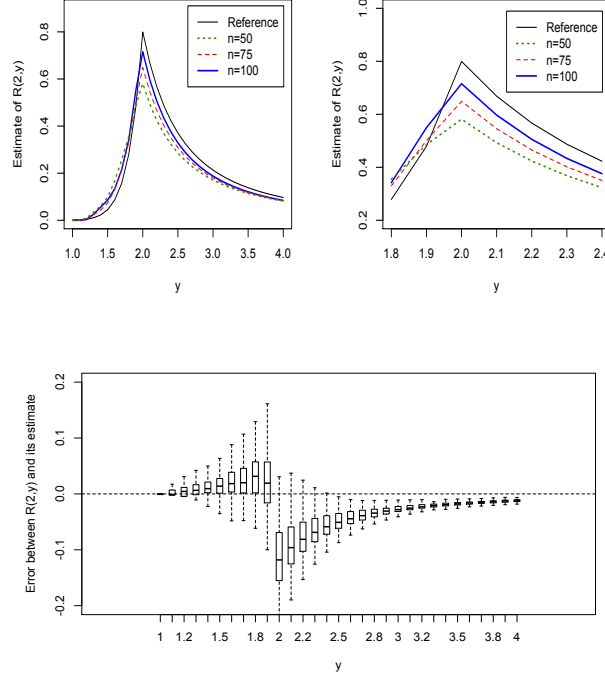 Estimate of R(2,y)
0.8
0.6
0.4
0.2
0.0
Reference
n=50
n=75
n=100
1.0 1.5 2.0 2.5 3.0 3.5 4.0
y
Estimate of R(2,y)
1.0
0.8
0.6
0.4
0.2
Reference
n=50
n=75
n=100
1.8 1.9 2.0 2.1 2.2 2.3 2.4
y
Error between R(2,y) and its estimate
0.2
0.1
0.0
-0.1
-0.2
1 1.2 1.5 1.8 2 2.2 2.5 2.8 3 3.2 3.5 3.8 4
y